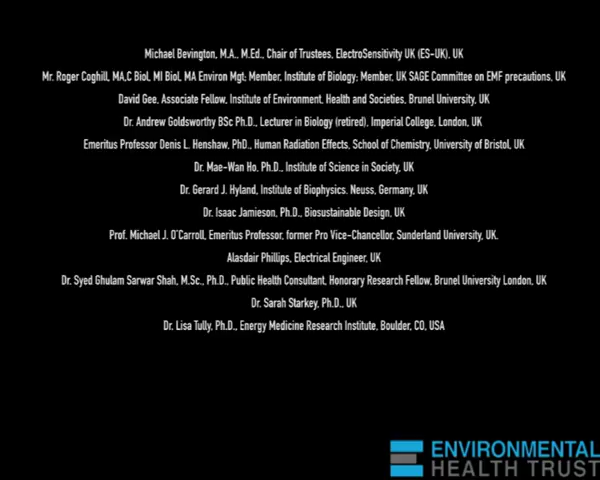 Michael Bevington, M.A., M.Ed., Chair of Trustees, ElectroSensitivity UK (ES-UK), UK
Mr. Roger Coghill, MA,C Biol, MI Biol, MA Environ Mgt; Member, Institute of Biology; Member, UK SAGE Committee on EMF precautions, UK
David Gee, Associate Fellow, Institute of Environment, Health and Societies, Brunel University, UK
Dr. Andrew Goldsworthy BSc Ph.D., Lecturer in Biology (retired), Imperial College, London, UK
Emeritus Professor Denis L. Henshaw, PhD., Human Radiation Effects, School of Chemistry, University of Bristol, UK
Dr. Mae-Wan Ho, Ph.D., Institute of Science in Society, UK
Dr. Gerard J. Hyland, Institute of Biophysics. Neuss, Germany, UK
Dr. Isaac Jamieson, Ph.D., Biosustainable Design, UK
Prof. Michael J. O'Carroll, Emeritus Professor, former Pro Vice-Chancellor, Sunderland University, UK.
Alasdair Phillips, Electrical Engineer, UK
Dr. Syed Ghulam Sarwar Shah, M.Sc., Ph.D., Public Health Consultant, Honorary Research Fellow, Brunel University London, UK
Dr. Sarah Starkey, Ph.D., UK
Dr. Lisa Tully, Ph.D., Energy Medicine Research Institute, Boulder, CO, USA
ENVIRONMENTAL
HEALTH TRUST